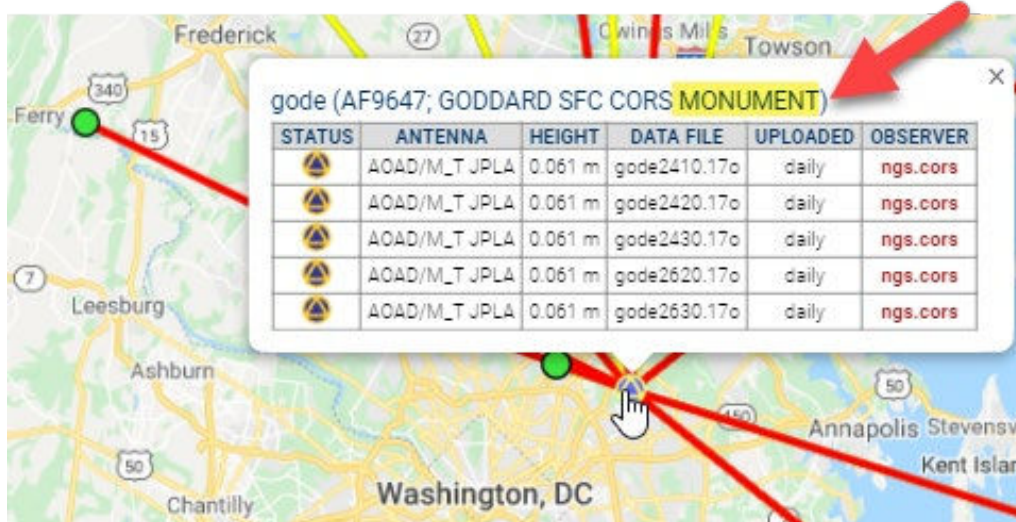 Frederick
27
Owings Mills
Towson
340
Ferry
15
gode (AF9647; GODDARD SFC CORS MONUMENT)
STATUS ANTENNA HEIGHT DATA FILE UPLOADED OBSERVER
AOAD/M_T JPLA 0.061 m gode2410.17o daily ngs.cors
AOAD/M_T JPLA 0.061 m gode2420.17o daily ngs.cors
AOAD/M_T JPLA 0.061 m gode2430.17o daily ngs.cors
AOAD/M_T JPLA 0.061 m gode2620.17o daily ngs.cors
AOAD/M_T JPLA 0.061 m gode2630.17o daily ngs.cors
7
Leesburg
Ashburn
50
450
Annapolis
Stevensv
50
Kent Islan
Chantilly
Washington, DC